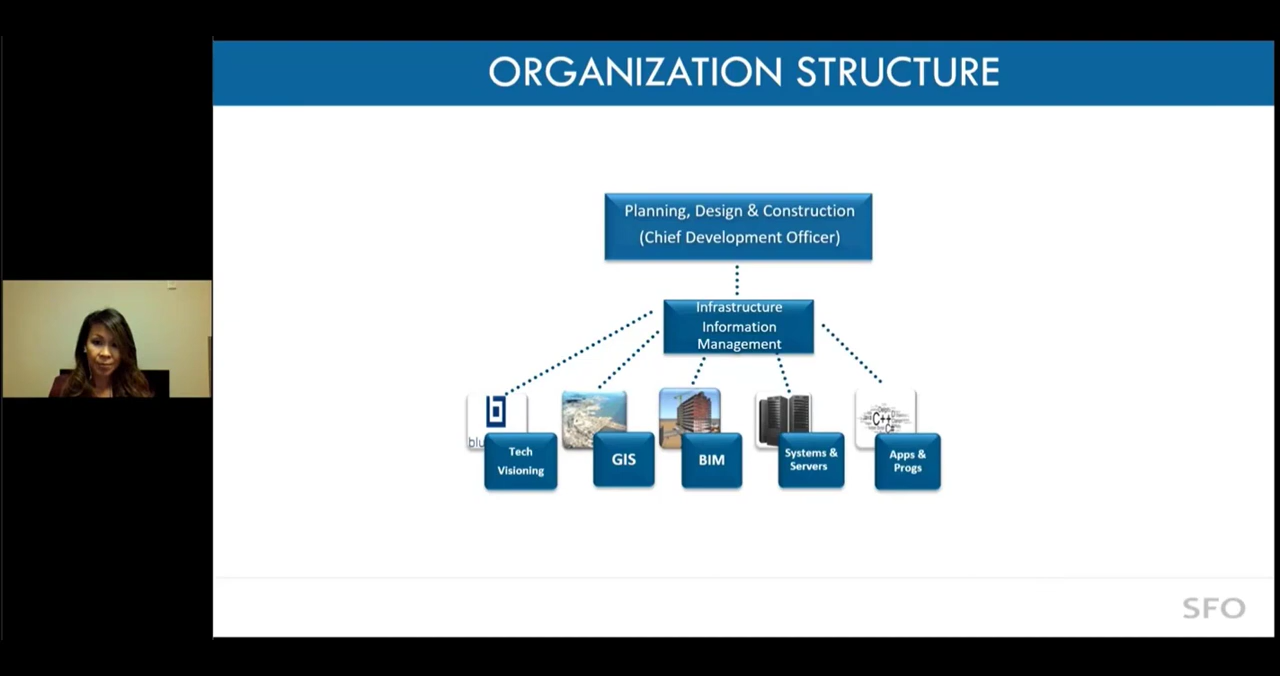 ORGANIZATION STRUCTURE
Planning, Design & Construction
(Chief Development Officer)
Infrastructure
Information
Management
blu
Tech
Visioning
GIS
BIM
Systems &
Servers
C++
C#
Apps &
Progs
SFO